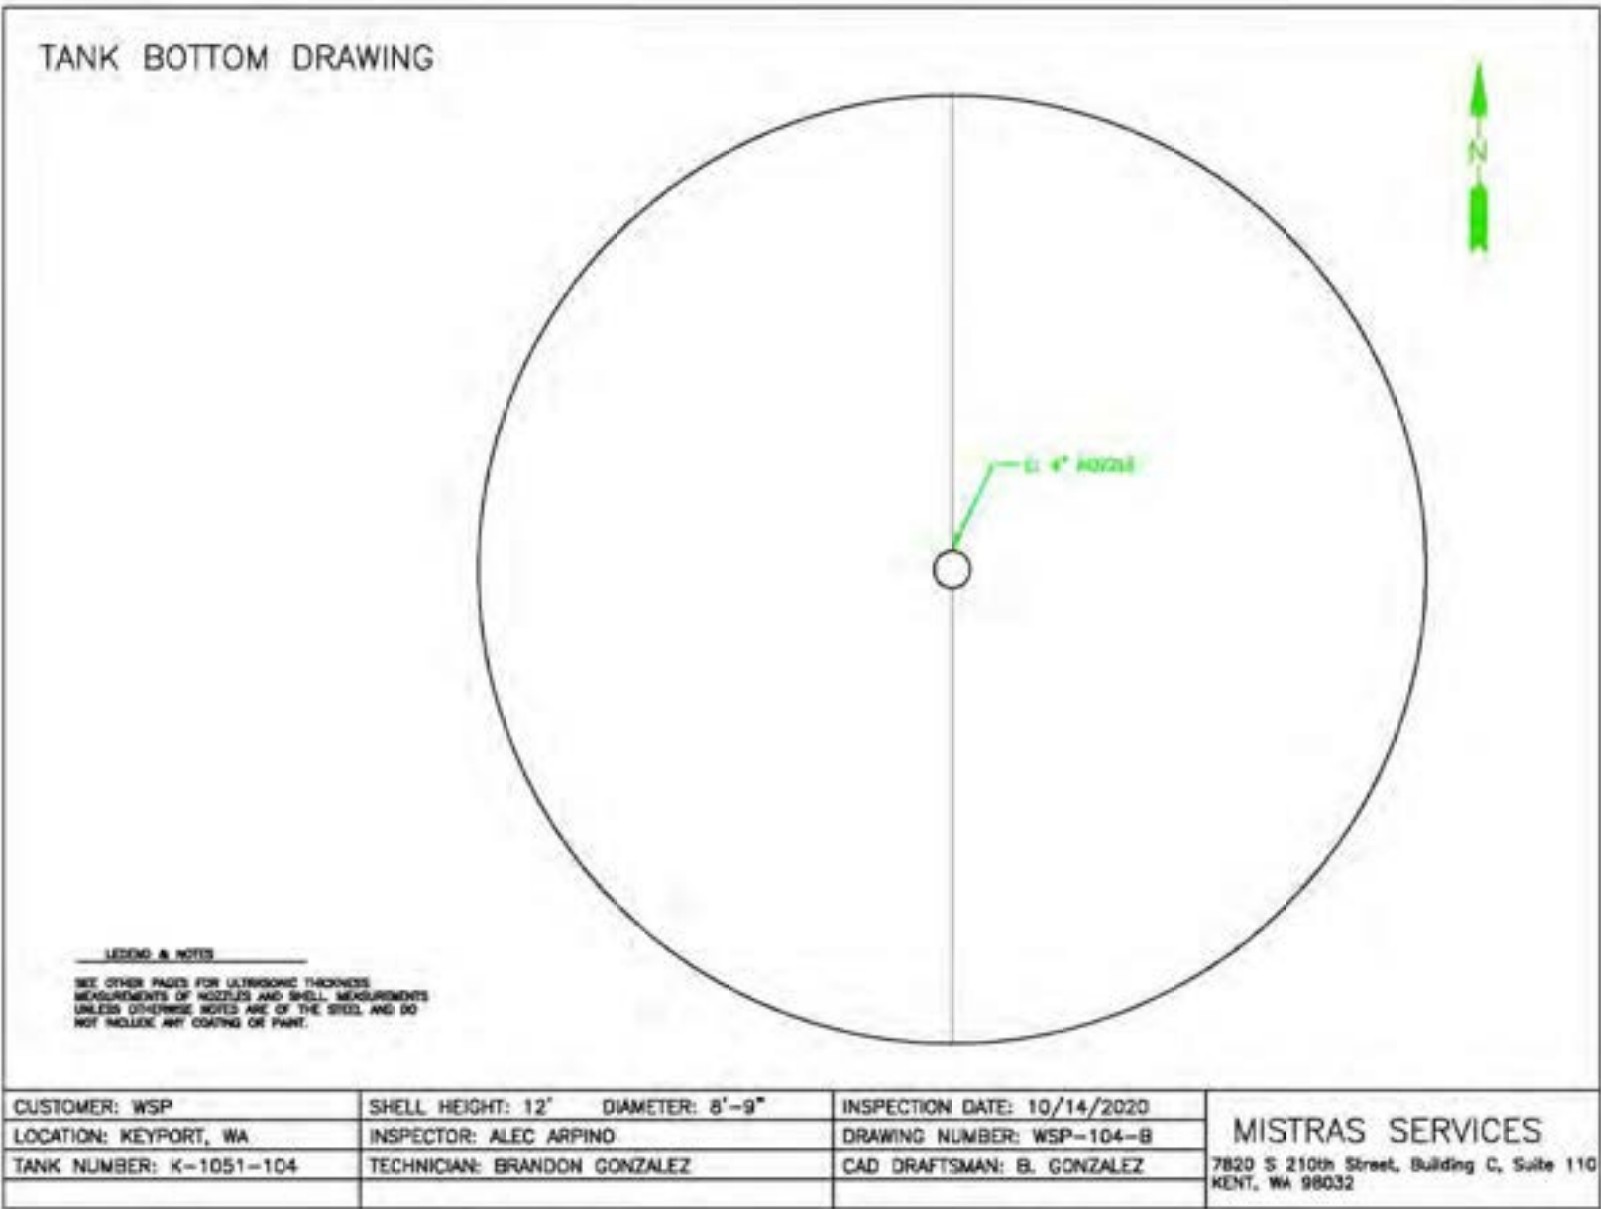 TANK BOTTOM DRAWING
N
4" NOZZLE
LEGEND & NOTES
SEE OTHER PAGES FOR ULTRASONIC THICKNESS
MEASUREMENTS OF NOZZLES AND SHELL. MEASUREMENTS
UNLESS OTHERWISE NOTED ARE OF THE STEEL AND DO
NOT INCLUDE ANY COATING OR PAINT.
CUSTOMER: WSP
SHELL HEIGHT: 12' DIAMETER: 8'-9"
INSPECTION DATE: 10/14/2020
LOCATION: KEYPORT, WA
INSPECTOR: ALEC ARPINO
DRAWING NUMBER: WSP-104-B
TANK NUMBER: K-1051-104
TECHNICIAN: BRANDON GONZALEZ
CAD DRAFTSMAN: B. GONZALEZ
MISTRAS SERVICES
7820 S 210th Street, Building C, Suite 110
KENT, WA 98032